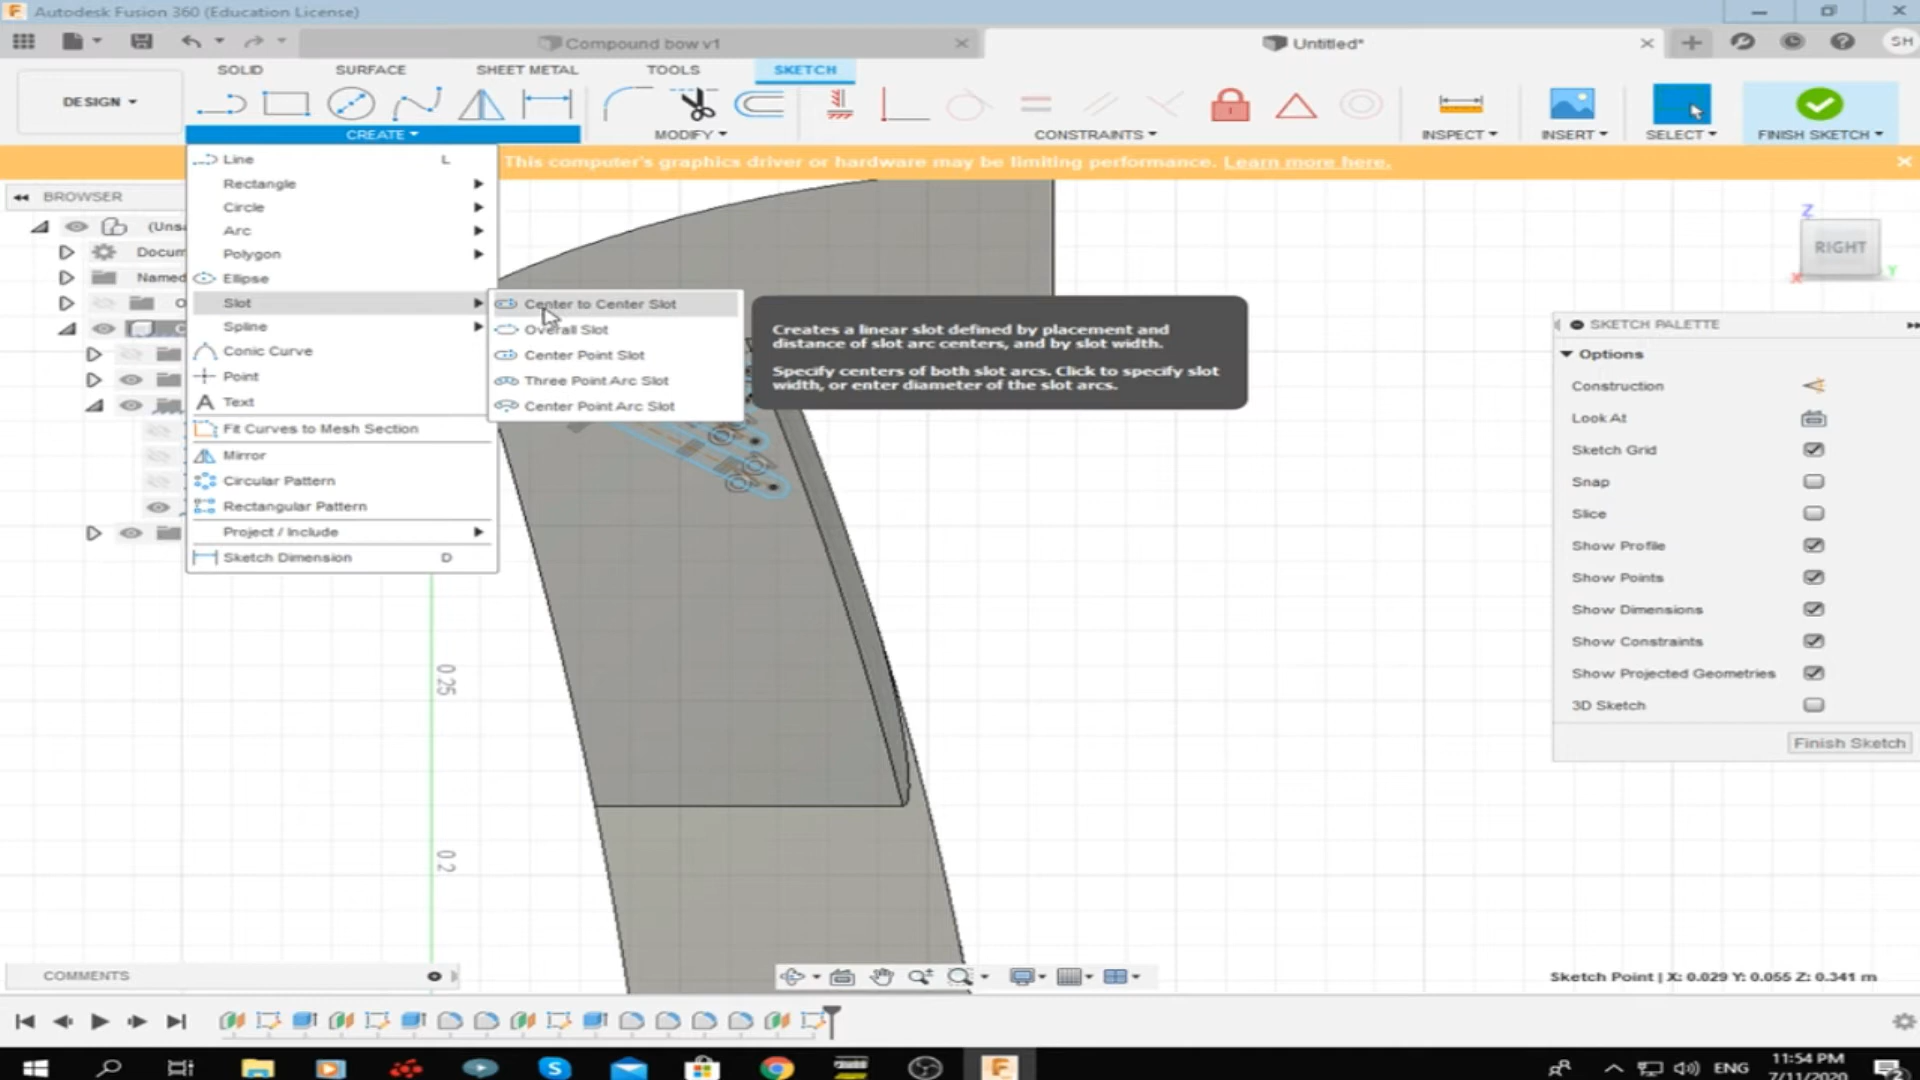 Autodesk Fusion 360 (Education License)
Compound bow v1
Untitled*
SH
SOLID
SURFACE
SHEET METAL
TOOLS
SKETCH
DESIGN
CREATE
MODIFY
CONSTRAINTS
INSPECT
INSERT
SELECT
FINISH SKETCH
This computer's graphics driver or hardware may be limiting performance. Learn more here.
BROWSER
(Uns
Docum
Named
O
C
Line L
Rectangle
Circle
Arc
Polygon
Ellipse
Slot
Spline
Conic Curve
Point
Text
Fit Curves to Mesh Section
Mirror
Circular Pattern
Rectangular Pattern
Project / Include
Sketch Dimension D
Center to Center Slot
Overall Slot
Center Point Slot
Three Point Arc Slot
Center Point Arc Slot
Creates a linear slot defined by placement and
distance of slot arc centers, and by slot width.
Specify centers of both slot arcs. Click to specify slot
width, or enter diameter of the slot arcs.
Z
RIGHT
X
Y
SKETCH PALETTE
Options
Construction
Look At
Sketch Grid
Snap
Slice
Show Profile
Show Points
Show Dimensions
Show Constraints
Show Projected Geometries
3D Sketch
Finish Sketch
0.25
0.2
COMMENTS
Sketch Point | X: 0.029 Y: 0.055 Z: 0.341 m
ENG
11:54 PM
7/11/2020
2